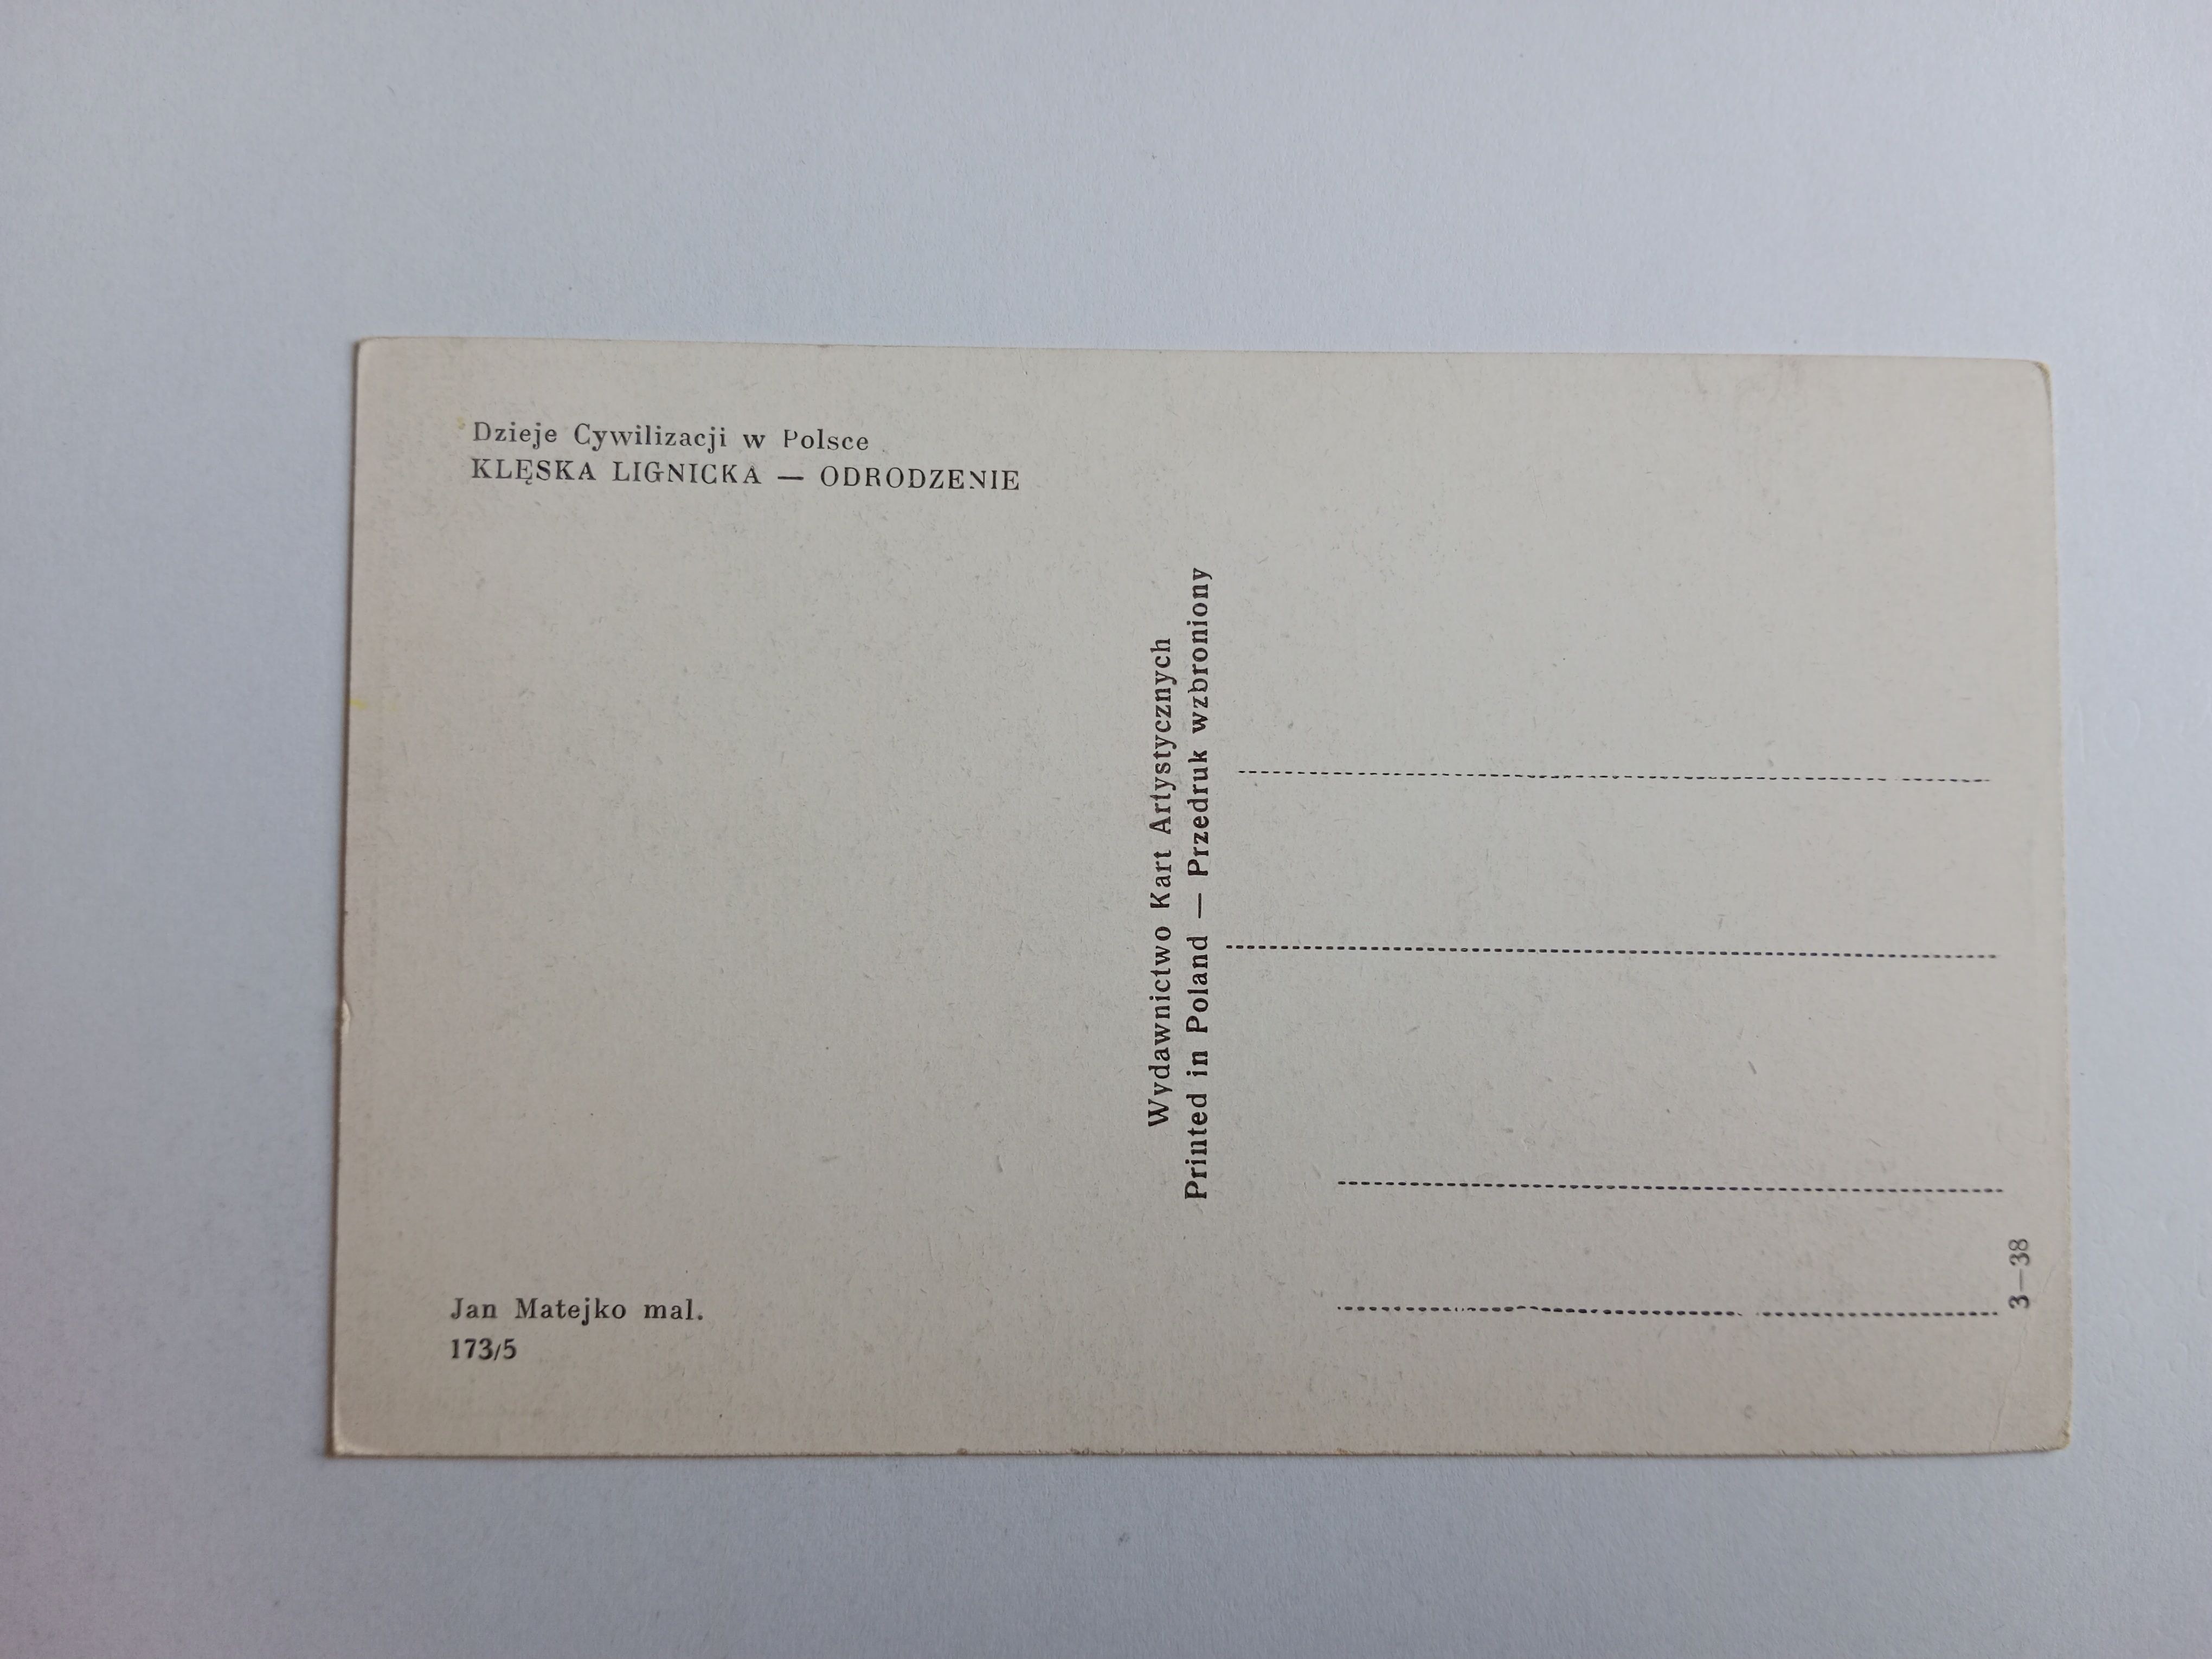 Dzieje Cywilizacji w Polsce
KLĘSKA LIGNICKA — ODRODZENIE
Wydawnictwo Kart Artystycznych
Printed in Poland — Przedruk wzbroniony
Jan Matejko mal.
173/5
3—38